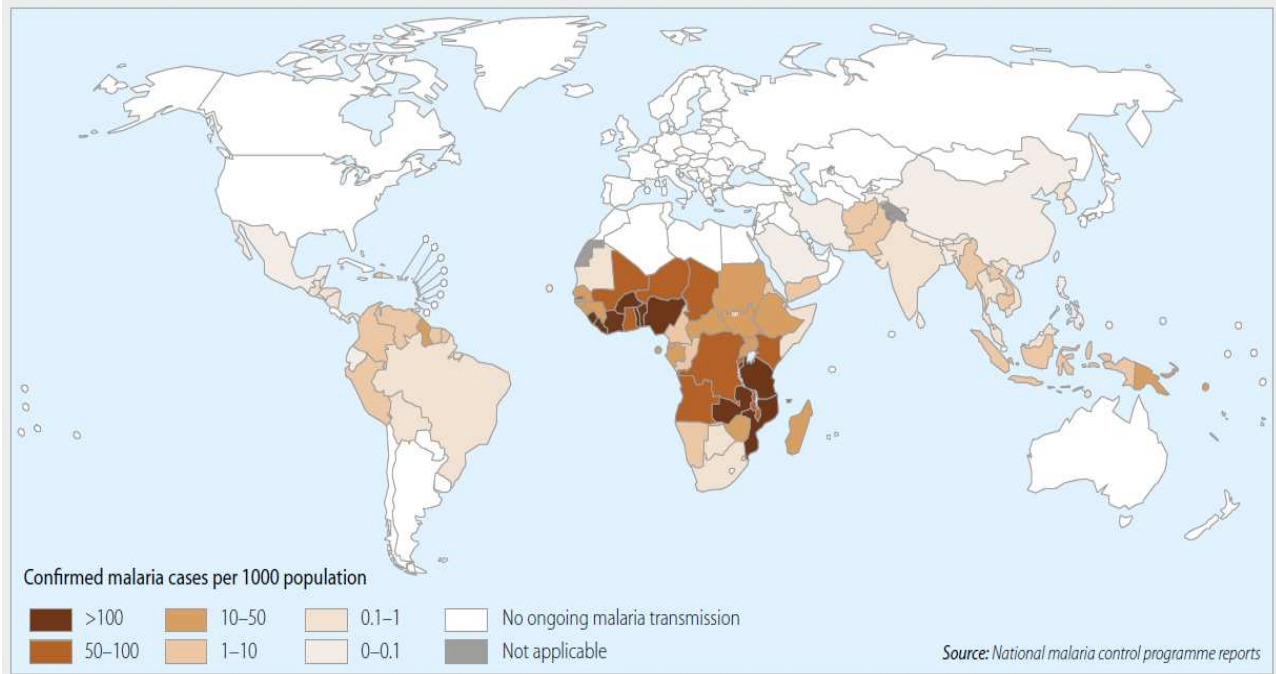 Confirmed malaria cases per 1000 population
>100
10–50
0.1–1
No ongoing malaria transmission
50–100
1–10
0–0.1
Not applicable
Source: National malaria control programme reports